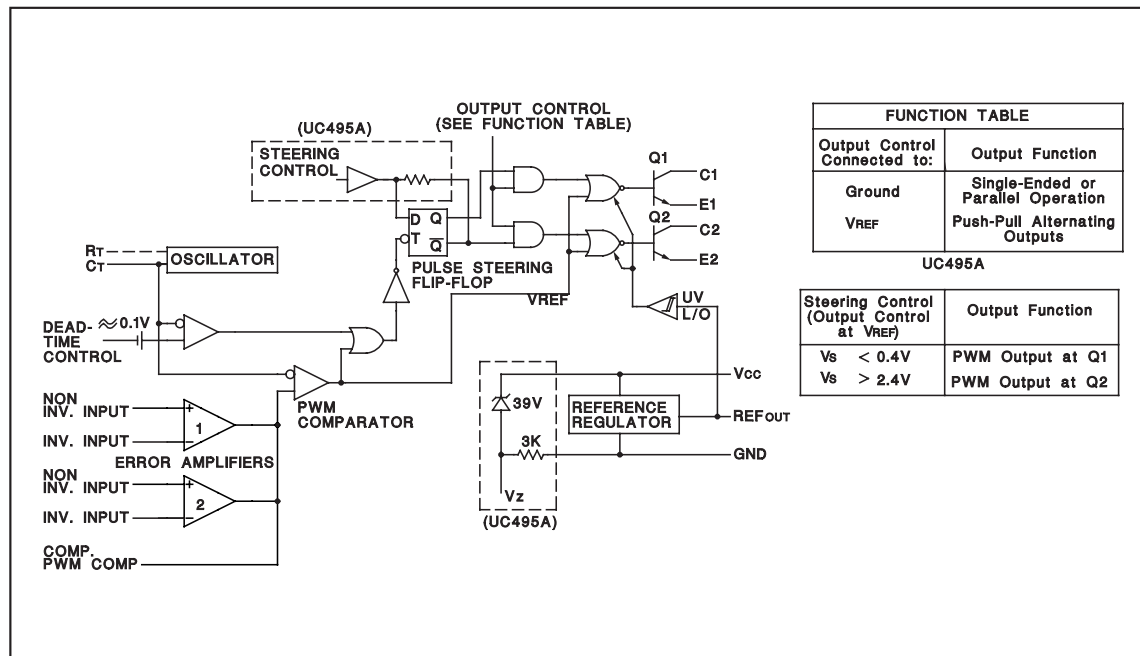 OUTPUT CONTROL
(SEE FUNCTION TABLE)
(UC495A)
STEERING
CONTROL
D Q
T Q
PULSE STEERING
FLIP-FLOP
VREF
Q1
C1
E1
Q2
C2
E2
UV
L/O
RT
CT
OSCILLATOR
DEAD-
TIME
CONTROL
≈ 0.1V
PWM
COMPARATOR
NON
INV. INPUT
+
1
INV. INPUT
−
ERROR AMPLIFIERS
NON
INV. INPUT
+
2
INV. INPUT
−
COMP.
PWM COMP
39V
3K
VZ
(UC495A)
REFERENCE
REGULATOR
VCC
REFOUT
GND
FUNCTION TABLE
Output Control
Connected to:
Output Function
Ground
Single-Ended or
Parallel Operation
VREF
Push-Pull Alternating
Outputs
UC495A
Steering Control
(Output Control
at VREF)
Output Function
Vs < 0.4V
PWM Output at Q1
Vs > 2.4V
PWM Output at Q2